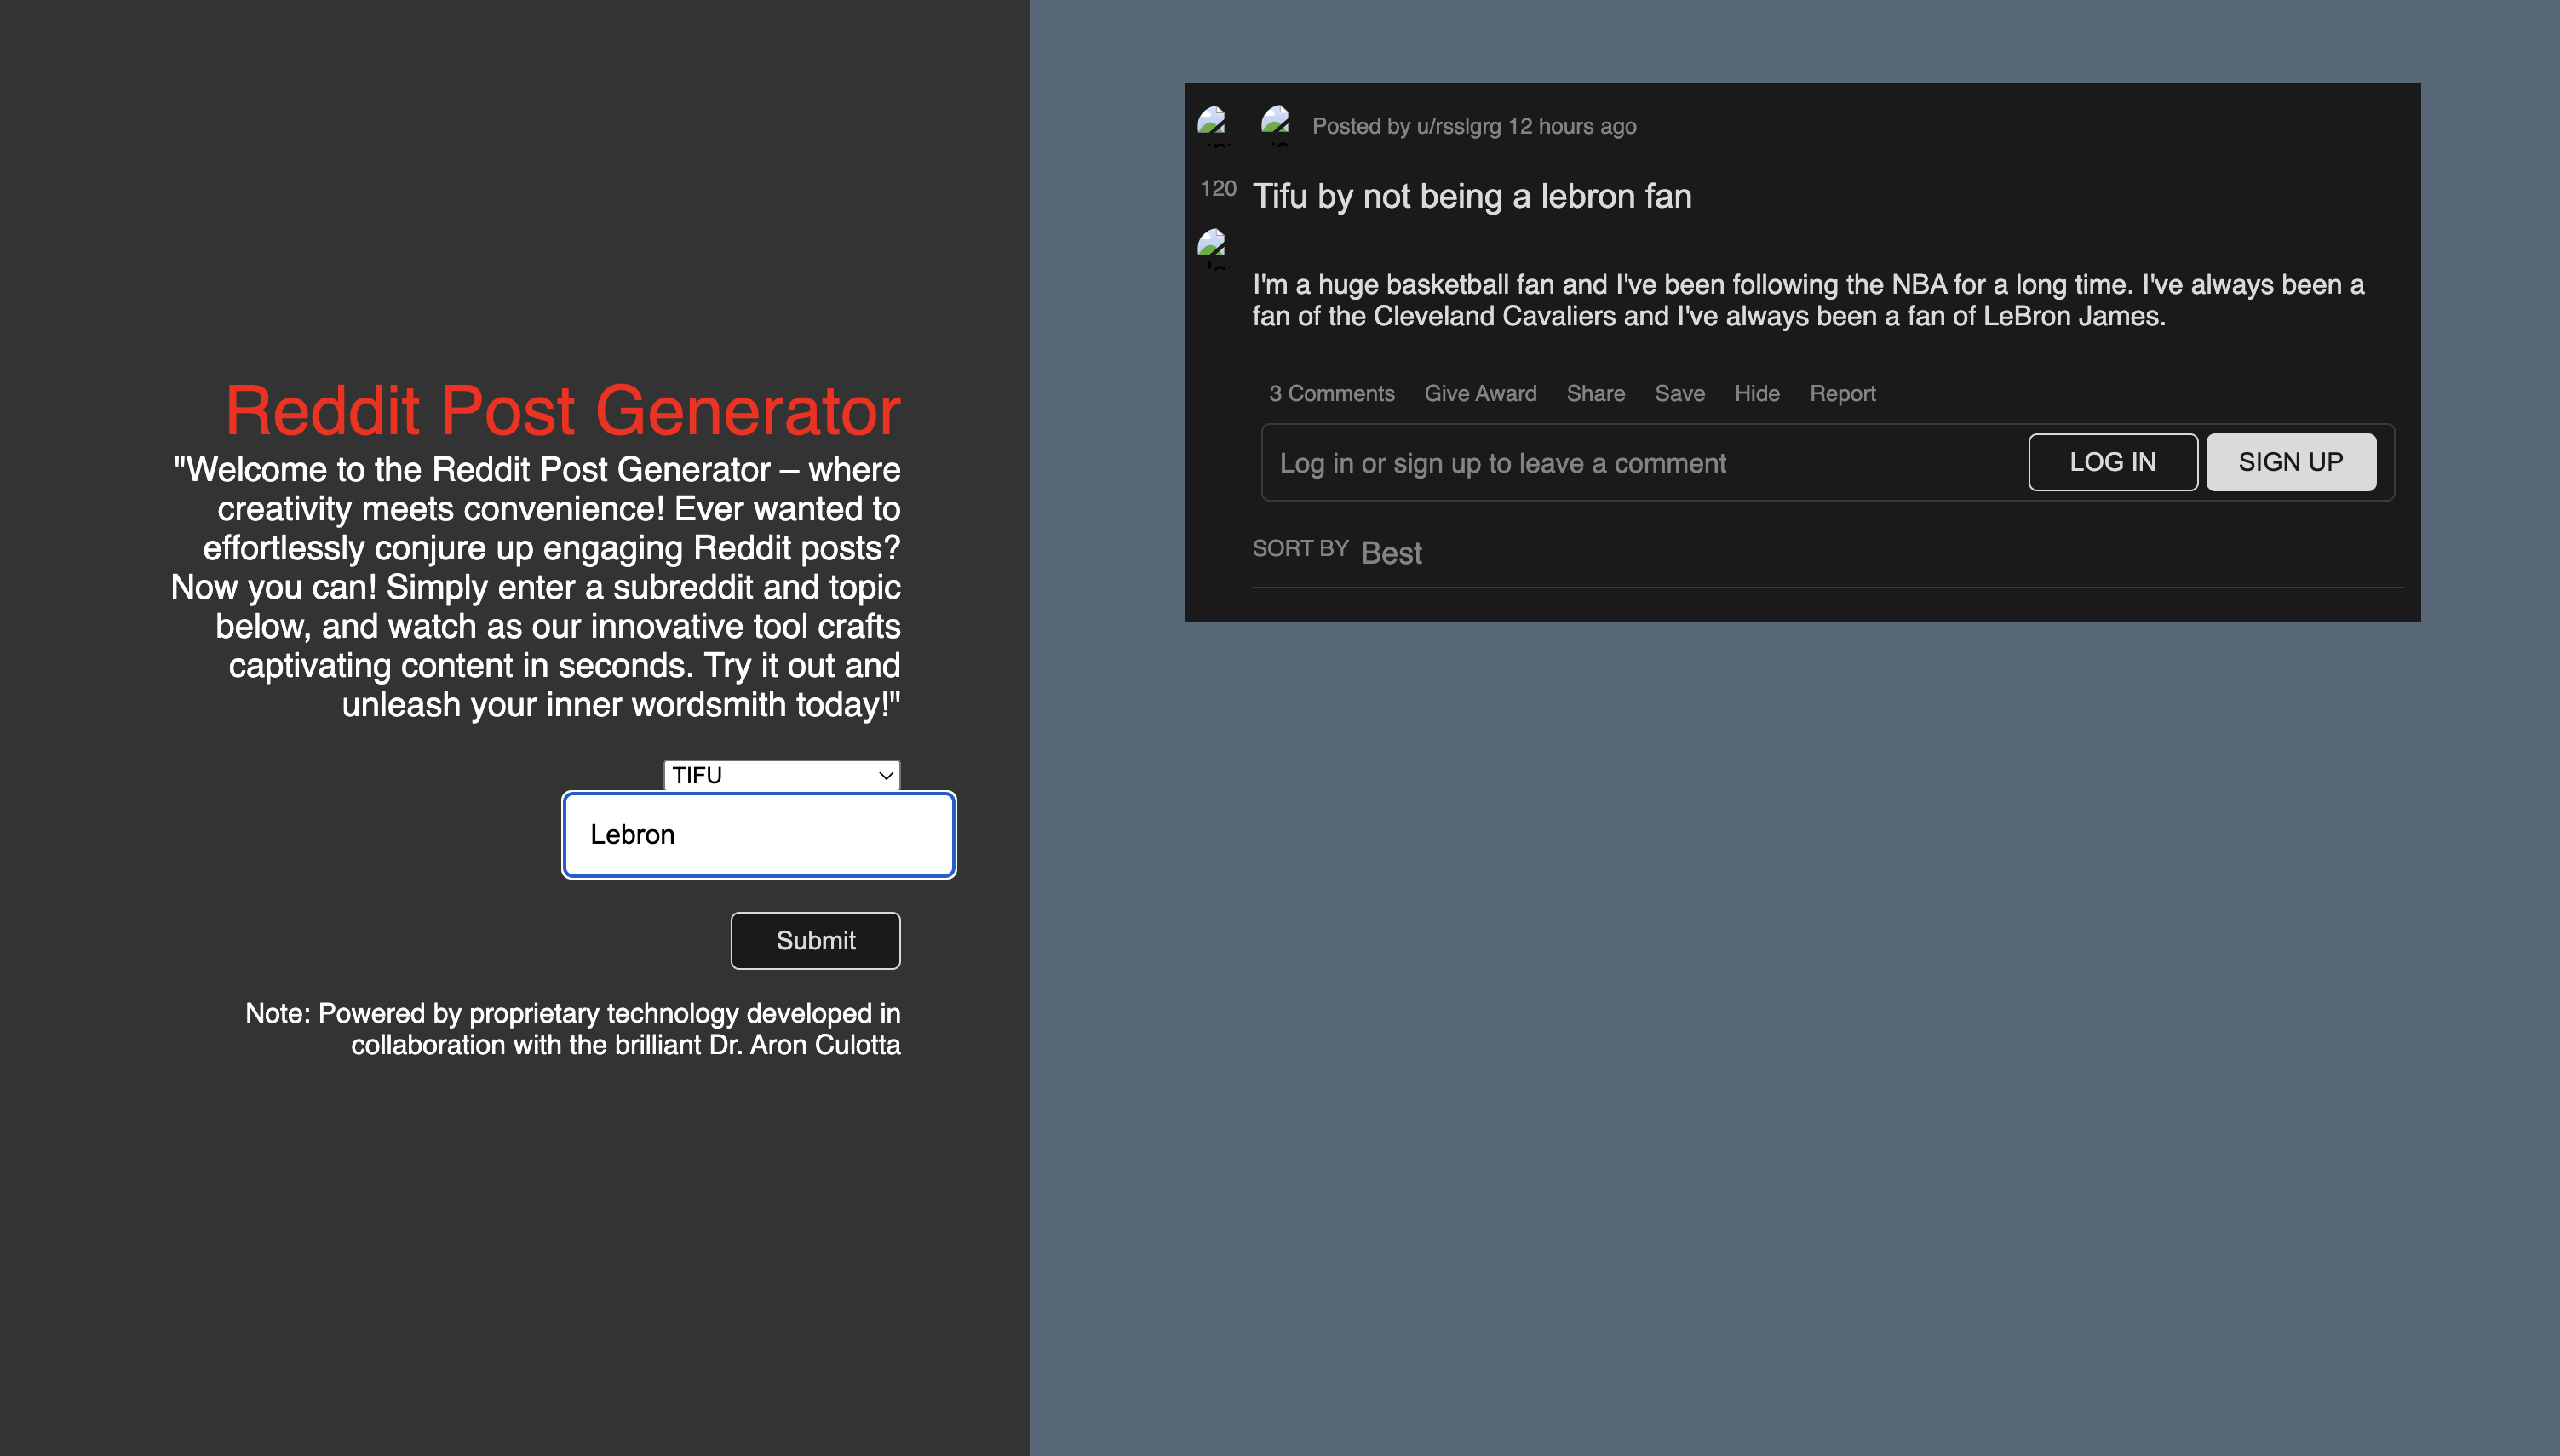 Reddit Post Generator
"Welcome to the Reddit Post Generator – where
creativity meets convenience! Ever wanted to
effortlessly conjure up engaging Reddit posts?
Now you can! Simply enter a subreddit and topic
below, and watch as our innovative tool crafts
captivating content in seconds. Try it out and
unleash your inner wordsmith today!"
TIFU
Lebron
Submit
Note: Powered by proprietary technology developed in
collaboration with the brilliant Dr. Aron Culotta
Posted by u/rsslgrg 12 hours ago
120
Tifu by not being a lebron fan
I'm a huge basketball fan and I've been following the NBA for a long time. I've always been a
fan of the Cleveland Cavaliers and I've always been a fan of LeBron James.
3 Comments Give Award Share Save Hide Report
Log in or sign up to leave a comment LOG IN SIGN UP
SORT BY Best